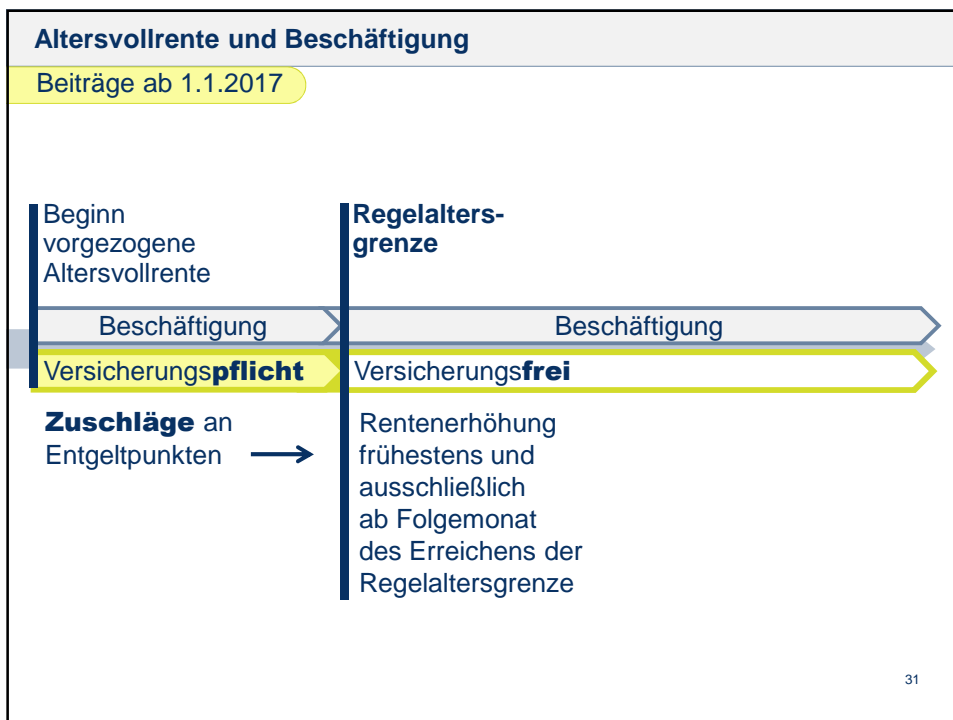 Altersvollrente und Beschäftigung
Beiträge ab 1.1.2017
Beginn
vorgezogene
Altersvollrente
Regelalters-
grenze
Beschäftigung
Beschäftigung
Versicherungspflicht
Versicherungsfrei
Zuschläge an
Entgeltpunkten
Rentenerhöhung
frühestens und
ausschließlich
ab Folgemonat
des Erreichens der
Regelaltersgrenze
31